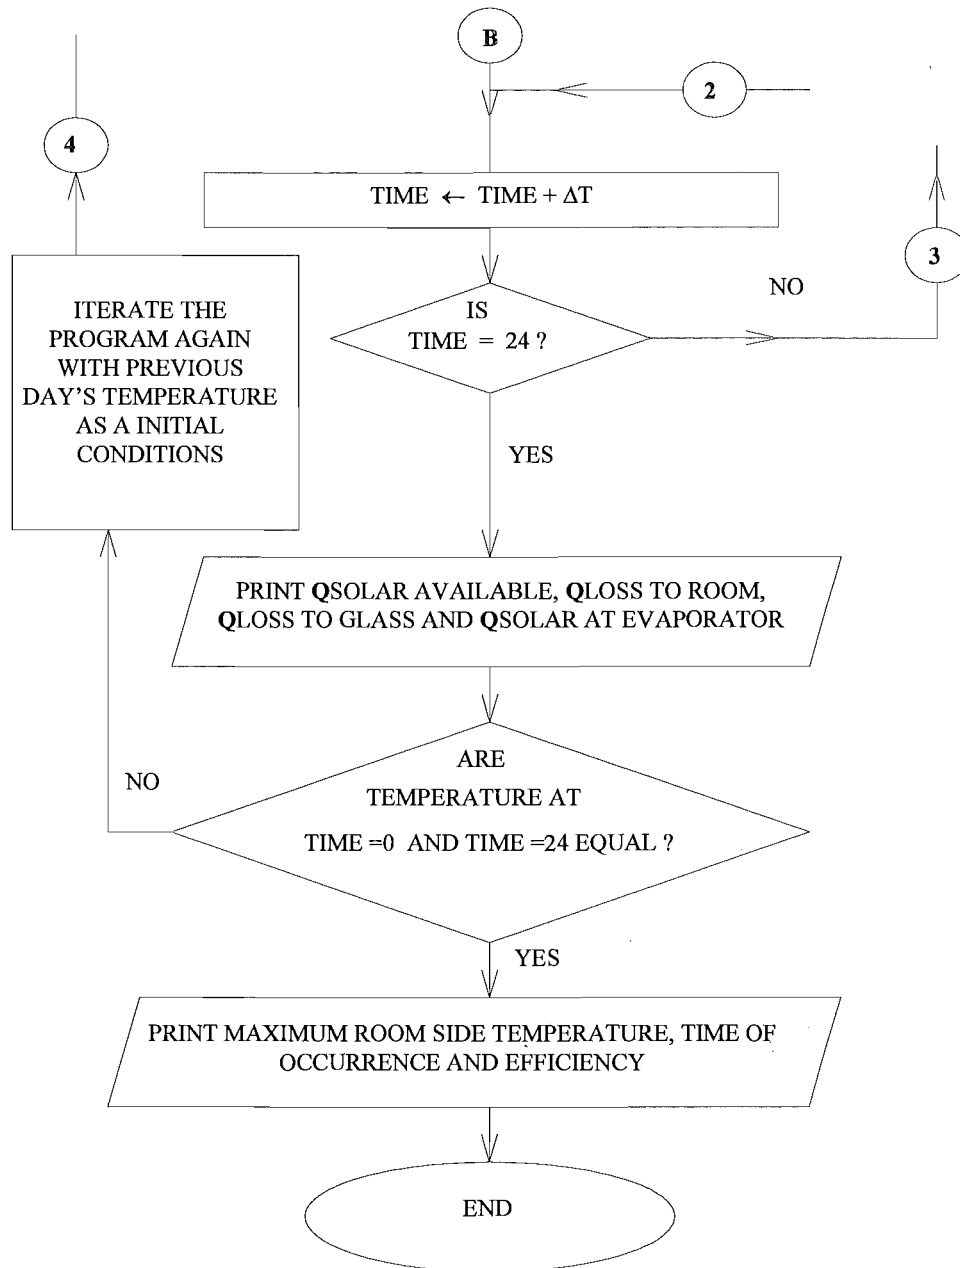 B
2
4
TIME ← TIME + ΔT
3
NO
IS
TIME = 24 ?
ITERATE THE
PROGRAM AGAIN
WITH PREVIOUS
DAY'S TEMPERATURE
AS A INITIAL
CONDITIONS
YES
PRINT QSOLAR AVAILABLE, QLOSS TO ROOM,
QLOSS TO GLASS AND QSOLAR AT EVAPORATOR
ARE
TEMPERATURE AT
TIME =0 AND TIME =24 EQUAL ?
NO
YES
PRINT MAXIMUM ROOM SIDE TEMPERATURE, TIME OF
OCCURRENCE AND EFFICIENCY
END